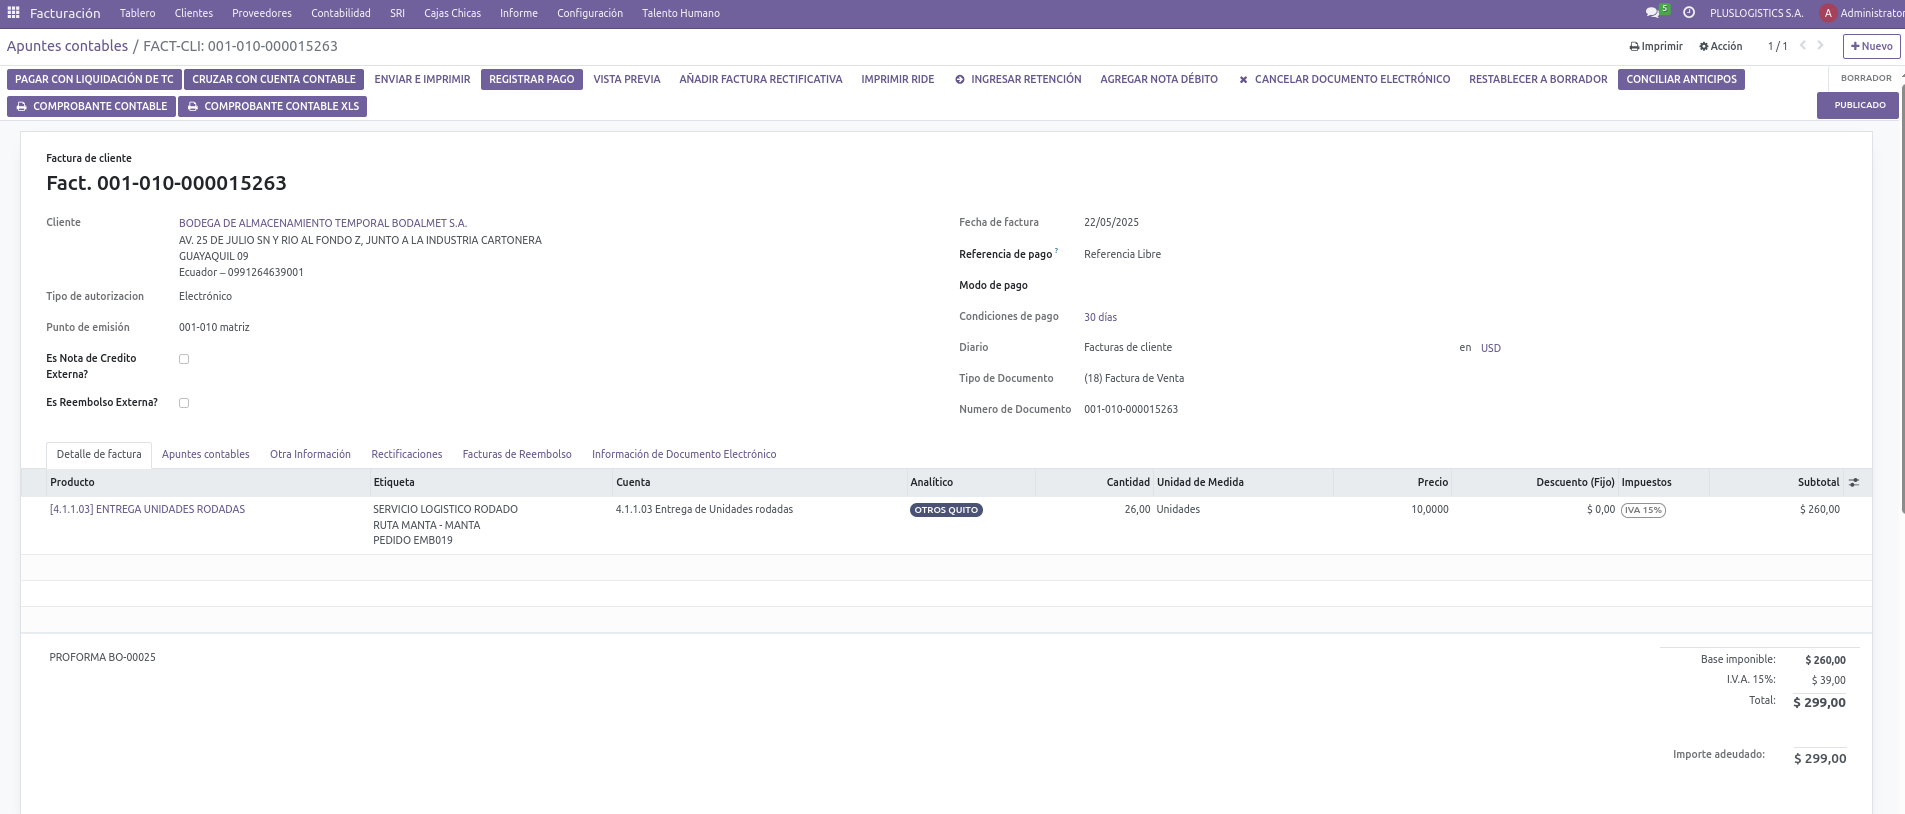 Facturación Tablero Clientes Proveedores Contabilidad SRI Cajas Chicas Informe Configuración Talento Humano 5 PLUSLOGISTICS S.A. A Administrator
Apuntes contables / FACT-CLI: 001-010-000015263 Imprimir Acción 1 / 1 Nuevo
PAGAR CON LIQUIDACIÓN DE TC CRUZAR CON CUENTA CONTABLE ENVIAR E IMPRIMIR REGISTRAR PAGO VISTA PREVIA AÑADIR FACTURA RECTIFICATIVA IMPRIMIR RIDE INGRESAR RETENCIÓN AGREGAR NOTA DÉBITO CANCELAR DOCUMENTO ELECTRÓNICO RESTABLECER A BORRADOR CONCILIAR ANTICIPOS BORRADOR
COMPROBANTE CONTABLE COMPROBANTE CONTABLE XLS PUBLICADO
Factura de cliente
Fact. 001-010-000015263
Cliente BODEGA DE ALMACENAMIENTO TEMPORAL BODALMET S.A.
AV. 25 DE JULIO SN Y RIO AL FONDO Z, JUNTO A LA INDUSTRIA CARTONERA
GUAYAQUIL 09
Ecuador – 0991264639001
Tipo de autorizacion Electrónico
Punto de emisión 001-010 matriz
Es Nota de Credito
Externa?
Es Reembolso Externa?
Fecha de factura 22/05/2025
Referencia de pago ? Referencia Libre
Modo de pago
Condiciones de pago 30 días
Diario Facturas de cliente en USD
Tipo de Documento (18) Factura de Venta
Numero de Documento 001-010-000015263
Detalle de factura Apuntes contables Otra Información Rectificaciones Facturas de Reembolso Información de Documento Electrónico
Producto Etiqueta Cuenta Analítico Cantidad Unidad de Medida Precio Descuento (Fijo) Impuestos Subtotal
[4.1.1.03] ENTREGA UNIDADES RODADAS SERVICIO LOGISTICO RODADO 4.1.1.03 Entrega de Unidades rodadas OTROS QUITO 26,00 Unidades 10,0000 $ 0,00 IVA 15% $ 260,00
RUTA MANTA - MANTA
PEDIDO EMB019
PROFORMA BO-00025
Base imponible: $ 260,00
I.V.A. 15%: $ 39,00
Total: $ 299,00
Importe adeudado: $ 299,00